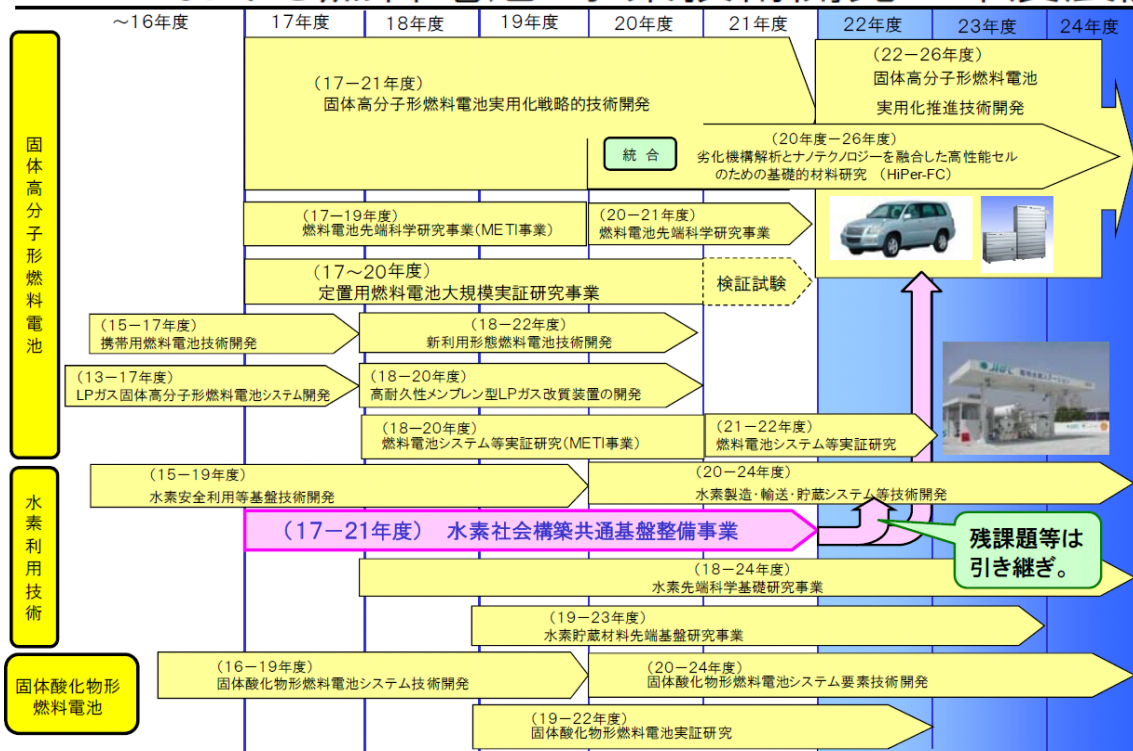 ～16年度
17年度
18年度
19年度
20年度
21年度
22年度
23年度
24年度
固体高分子形燃料電池
(17－21年度)
固体高分子形燃料電池実用化戦略的技術開発
(22－26年度)
固体高分子形燃料電池
実用化推進技術開発
統合
(20年度－26年度)
劣化機構解析とナノテクノロジーを融合した高性能セル
のための基礎的材料研究 (HiPer-FC)
(17－19年度)
燃料電池先端科学研究事業(METI事業)
(20－21年度)
燃料電池先端科学研究事業
(17～20年度)
定置用燃料電池大規模実証研究事業
検証試験
(15－17年度)
携帯用燃料電池技術開発
(18－22年度)
新利用形態燃料電池技術開発
(13－17年度)
LPガス固体高分子形燃料電池システム開発
(18－20年度)
高耐久性メンブレン型LPガス改質装置の開発
(18－20年度)
燃料電池システム等実証研究(METI事業)
(21－22年度)
燃料電池システム等実証研究
水素利用技術
(15－19年度)
水素安全利用等基盤技術開発
(20－24年度)
水素製造・輸送・貯蔵システム等技術開発
(17－21年度) 水素社会構築共通基盤整備事業
残課題等は
引き継ぎ。
(18－24年度)
水素先端科学基礎研究事業
(19－23年度)
水素貯蔵材料先端基盤研究事業
固体酸化物形
燃料電池
(16－19年度)
固体酸化物形燃料電池システム技術開発
(20－24年度)
固体酸化物形燃料電池システム要素技術開発
(19－22年度)
固体酸化物形燃料電池実証研究